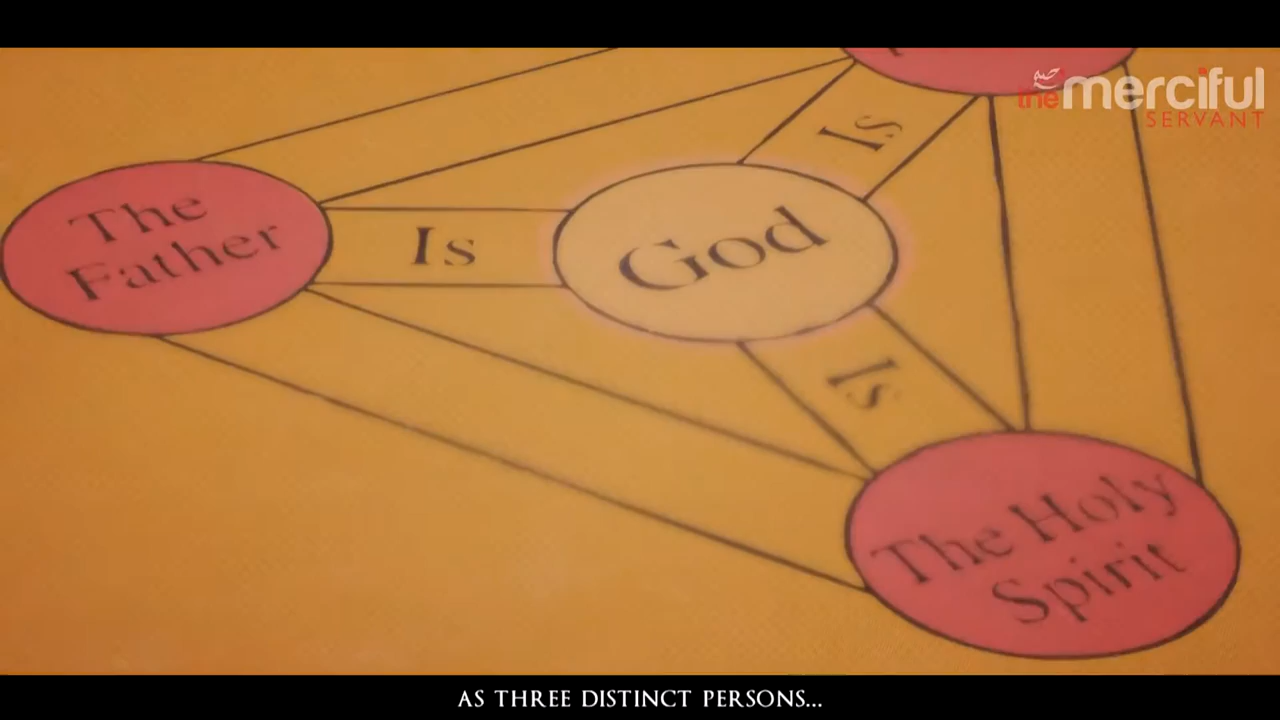 the merciful
SERVANT
Is
The
Father
Is
God
Is
The Holy
Spirit
AS THREE DISTINCT PERSONS...